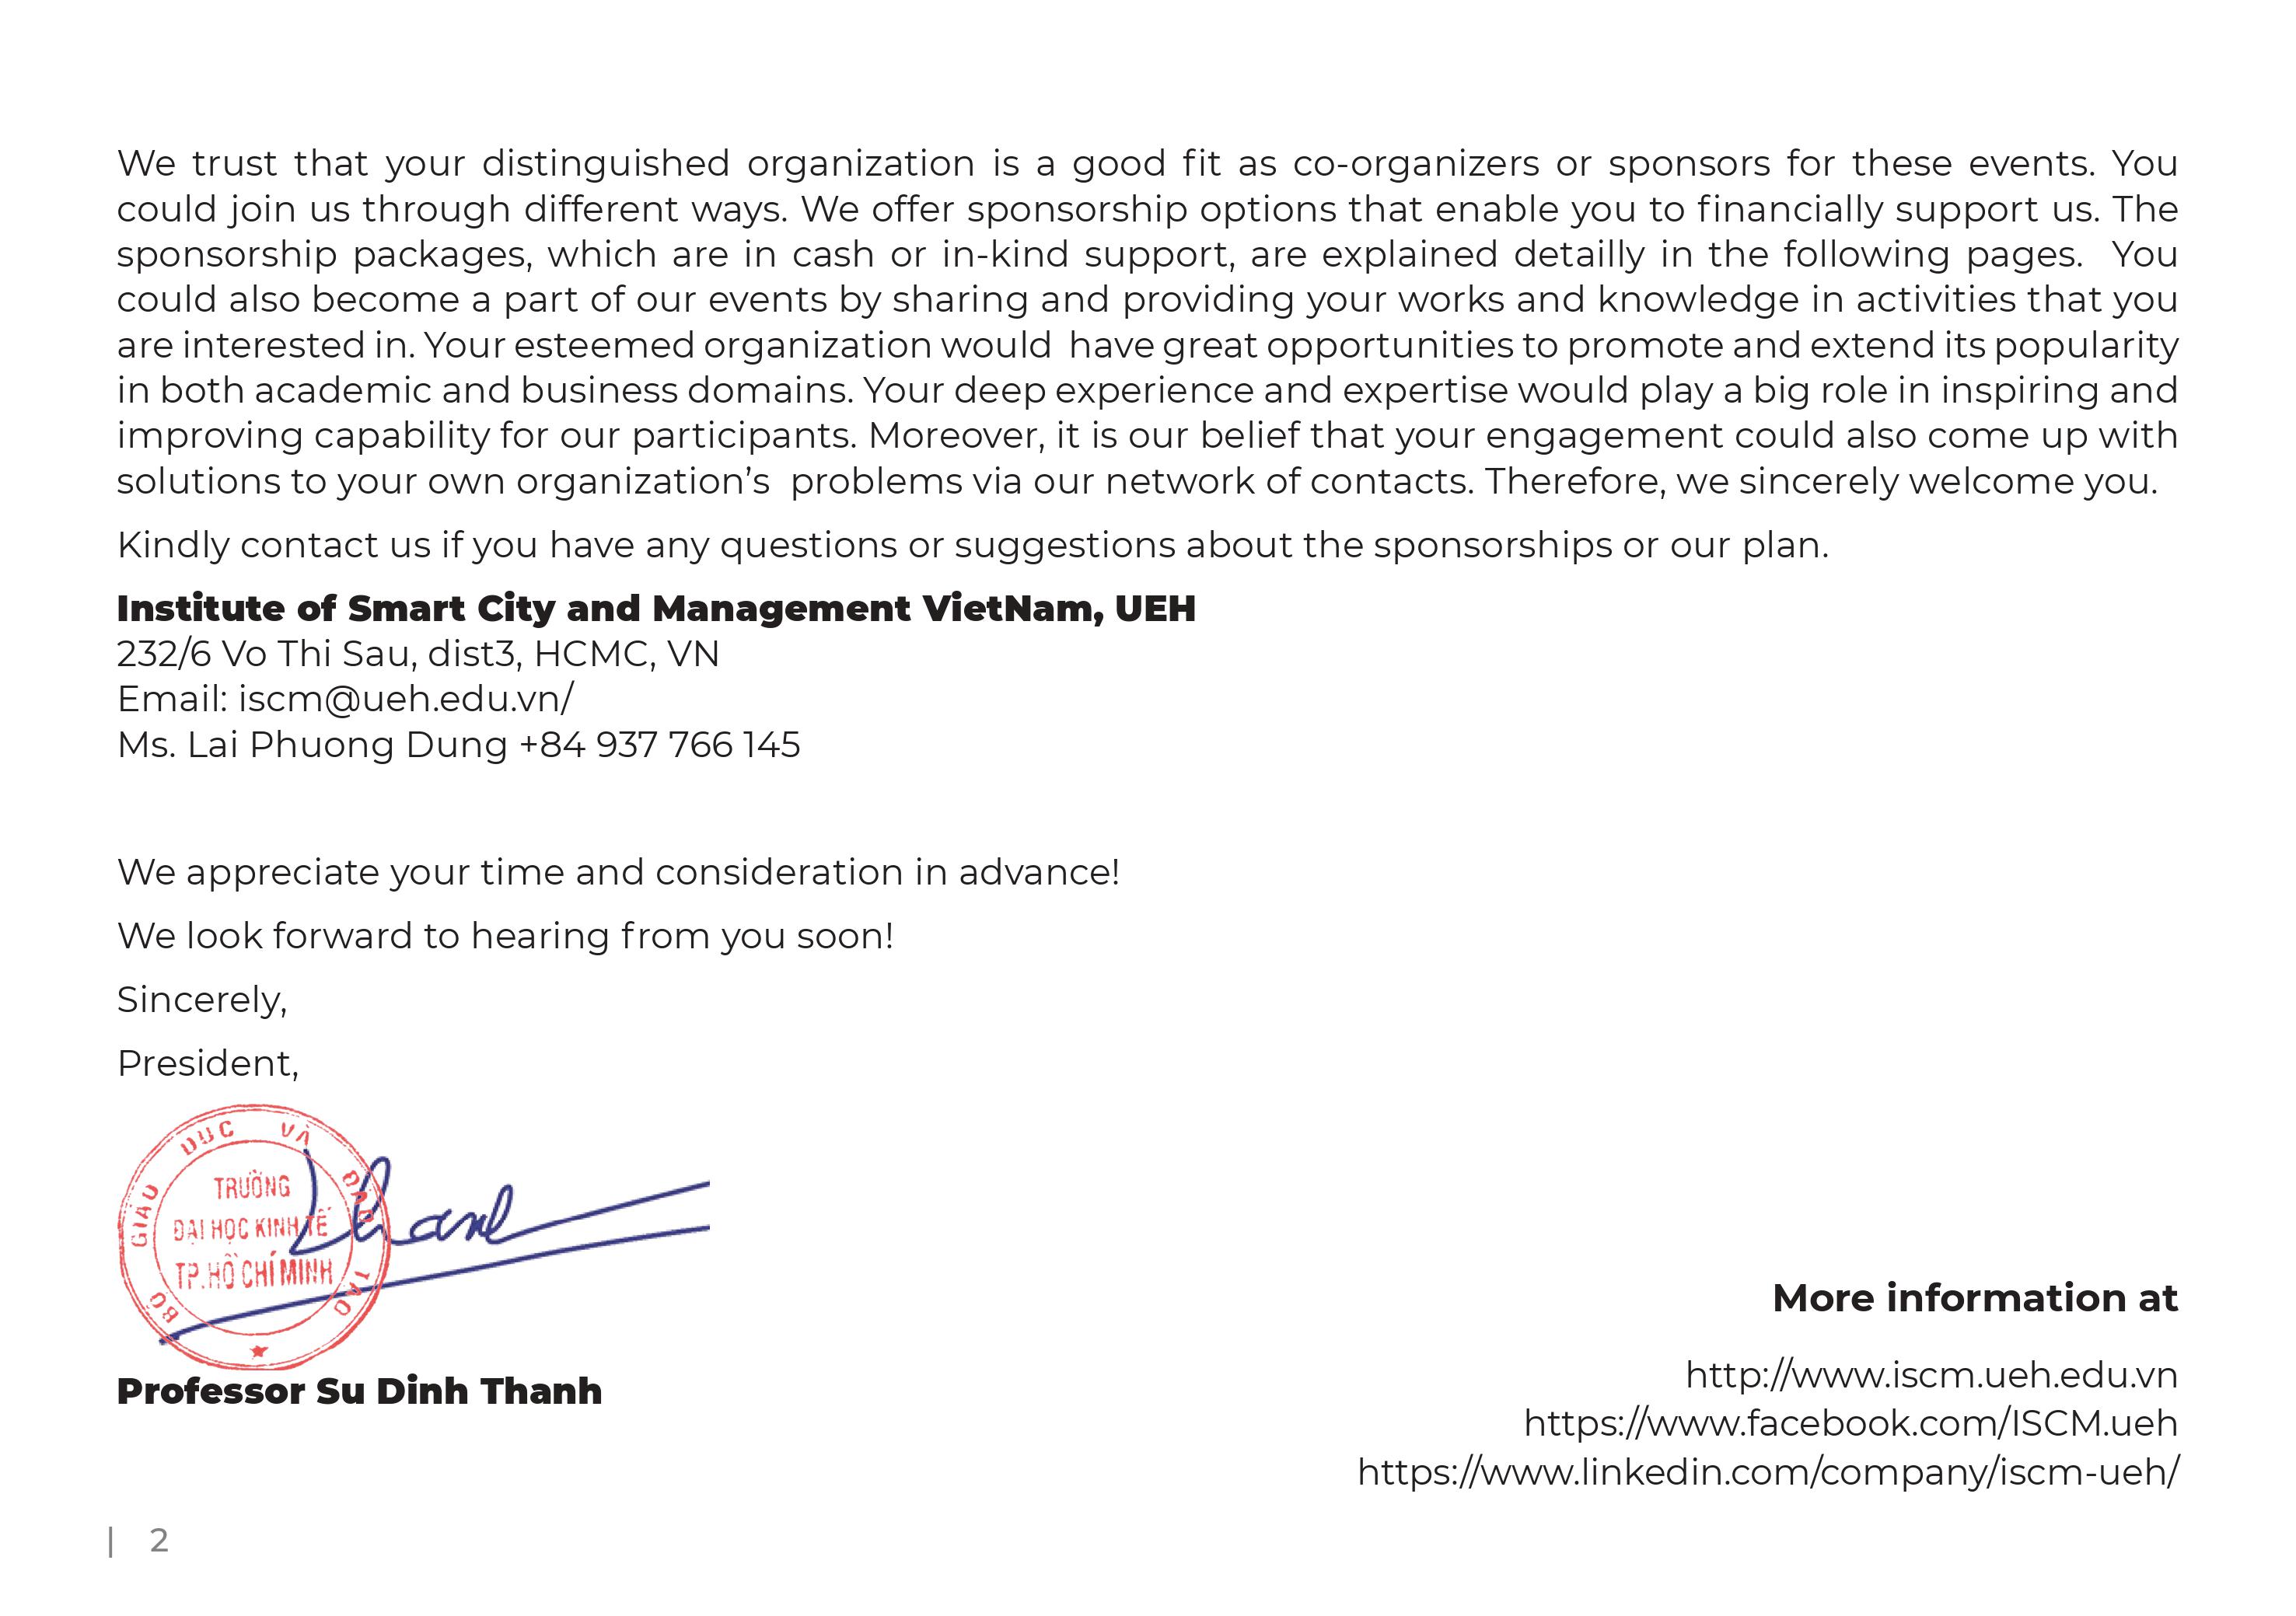 We trust that your distinguished organization is a good fit as co-organizers or sponsors for these events. You
could join us through different ways. We offer sponsorship options that enable you to financially support us. The
sponsorship packages, which are in cash or in-kind support, are explained detailly in the following pages.  You
could also become a part of our events by sharing and providing your works and knowledge in activities that you
are interested in. Your esteemed organization would  have great opportunities to promote and extend its popularity
in both academic and business domains. Your deep experience and expertise would play a big role in inspiring and
improving capability for our participants. Moreover, it is our belief that your engagement could also come up with
solutions to your own organization’s  problems via our network of contacts. Therefore, we sincerely welcome you.
Kindly contact us if you have any questions or suggestions about the sponsorships or our plan.
Institute of Smart City and Management VietNam, UEH
232/6 Vo Thi Sau, dist3, HCMC, VN
Email: iscm@ueh.edu.vn/
Ms. Lai Phuong Dung +84 937 766 145
We appreciate your time and consideration in advance!
We look forward to hearing from you soon!
Sincerely,
President,
BỘ GIÁO DỤC VÀ ĐÀO TẠO
TRƯỜNG
ĐẠI HỌC KINH TẾ
TP.HỒ CHÍ MINH
Thanh
Professor Su Dinh Thanh
More information at
http://www.iscm.ueh.edu.vn
https://www.facebook.com/ISCM.ueh
https://www.linkedin.com/company/iscm-ueh/
| 2